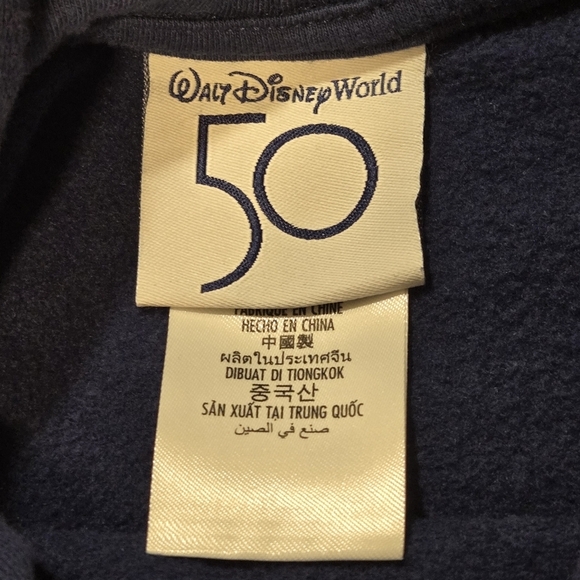 Walt Disney World
50
FABRIQUÉ EN CHINE
HECHO EN CHINA
中國製
ผลิตในประเทศจีน
DIBUAT DI TIONGKOK
중국산
SẢN XUẤT TẠI TRUNG QUỐC
صنع في الصين